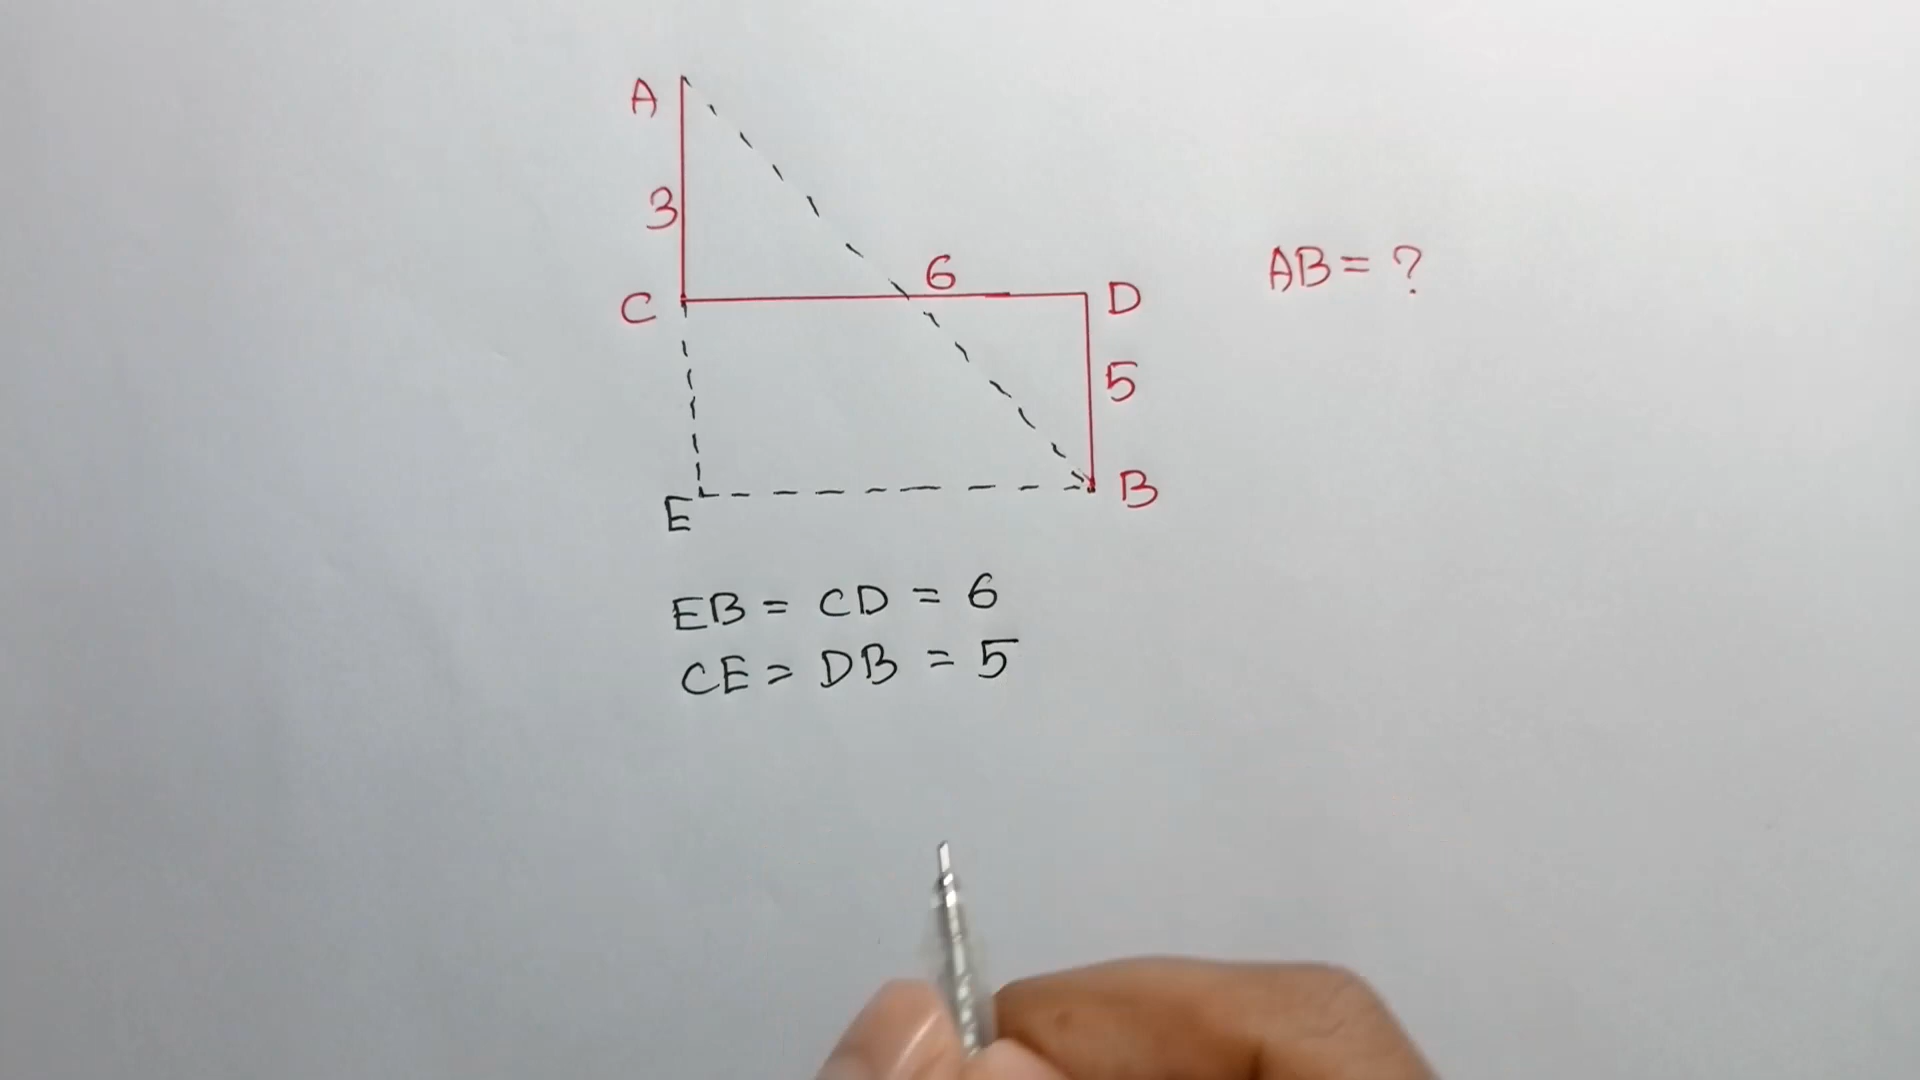 A
3
6
C
D
AB = ?
5
B
E
EB = CD = 6
CE = DB = 5